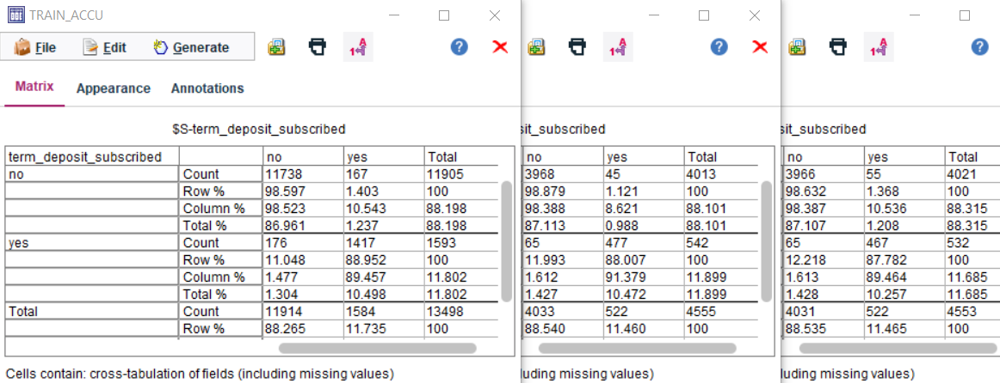 TRAIN_ACCU
File Edit Generate
Matrix Appearance Annotations
$S-term_deposit_subscribed sit_subscribed sit_subscribed
term_deposit_subscribed no yes Total no yes Total no yes Total
no Count 11738 167 11905 3968 45 4013 3966 55 4021
Row % 98.597 1.403 100 98.879 1.121 100 98.632 1.368 100
Column % 98.523 10.543 88.198 98.388 8.621 88.101 98.387 10.536 88.315
Total % 86.961 1.237 88.198 87.113 0.988 88.101 87.107 1.208 88.315
yes Count 176 1417 1593 65 477 542 65 467 532
Row % 11.048 88.952 100 11.993 88.007 100 12.218 87.782 100
Column % 1.477 89.457 11.802 1.612 91.379 11.899 1.613 89.464 11.685
Total % 1.304 10.498 11.802 1.427 10.472 11.899 1.428 10.257 11.685
Total Count 11914 1584 13498 4033 522 4555 4031 522 4553
Row % 88.265 11.735 100 88.540 11.460 100 88.535 11.465 100
Cells contain: cross-tabulation of fields (including missing values) luding missing values) luding missing values)